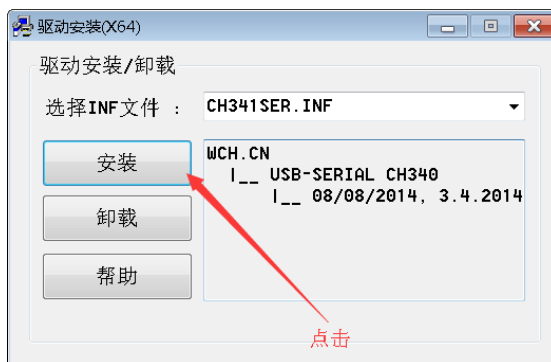 驱动安装(X64)
驱动安装/卸载
选择INF文件 : CH341SER.INF
安装
WCH.CN
|__ USB-SERIAL CH340
|__ 08/08/2014, 3.4.2014
卸载
帮助
点击